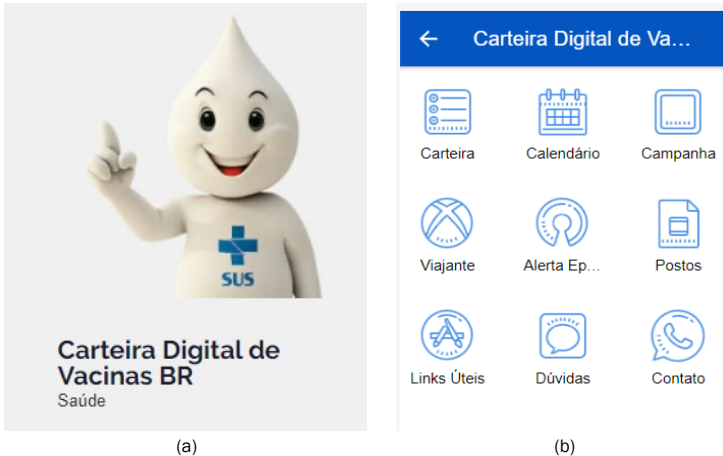 SUS
Carteira Digital de
Vacinas BR
Saúde
(a)
Carteira Digital de Va...
Carteira Calendário Campanha
Viajante Alerta Ep... Postos
Links Úteis Dúvidas Contato
(b)